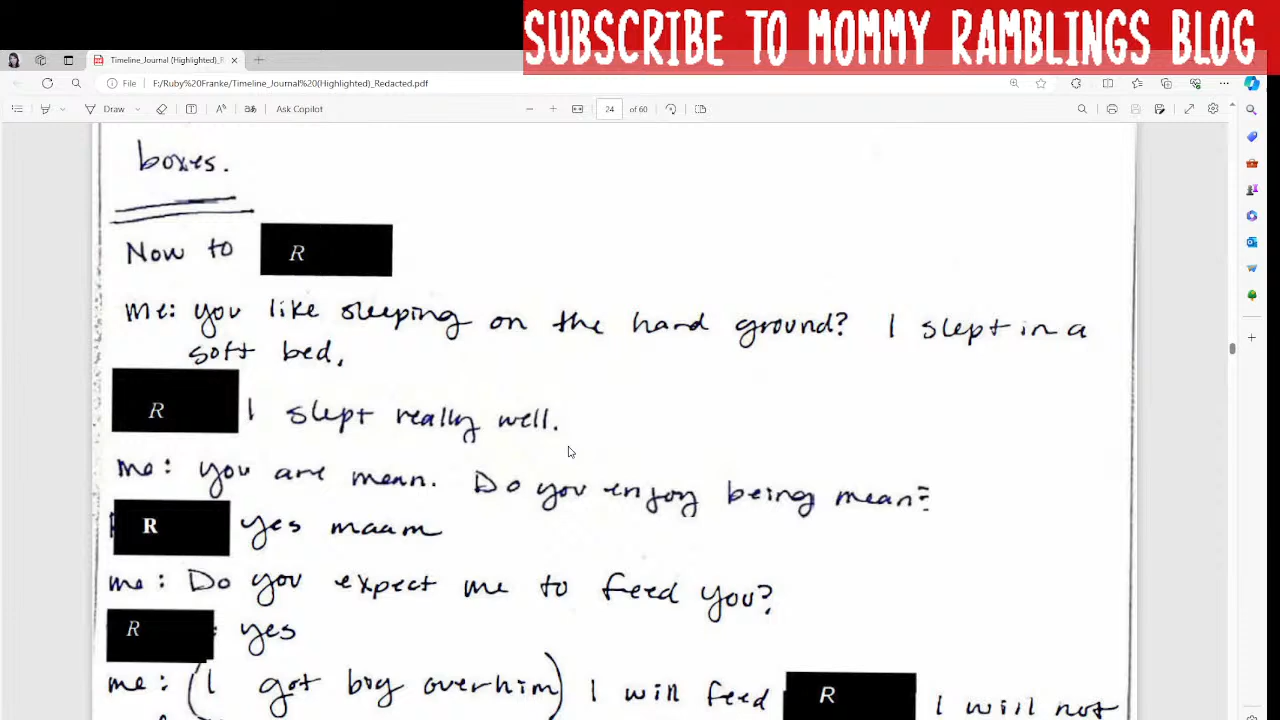 SUBSCRIBE TO MOMMY RAMBLINGS BLOG
Timeline_Journal (Highlighted)_F
File F:/Ruby%20Franke/Timeline_Journal%20(Highlighted)_Redacted.pdf
Draw Ask Copilot 24 of 60
boxes.
Now to R
me: you like sleeping on the hard ground? I slept in a
soft bed.
R I slept really well.
me: you are mean. Do you enjoy being mean?
R yes maam
me: Do you expect me to feed you?
R : yes
me: (I got big over him) I will feed R I will not